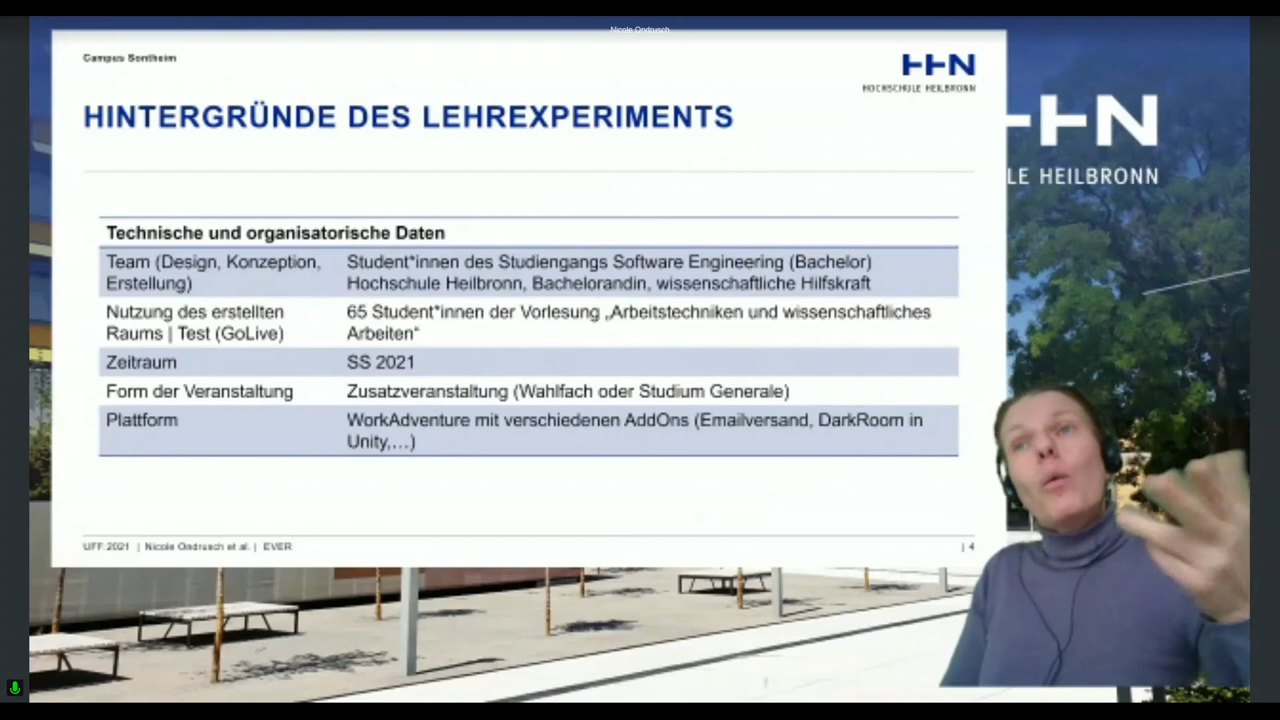 Nicole Ondrusch
Campus Sontheim
HHN
HOCHSCHULE HEILBRONN
HINTERGRÜNDE DES LEHREXPERIMENTS
HHN
LE HEILBRONN
Technische und organisatorische Daten
Team (Design, Konzeption, Erstellung)
Student*innen des Studiengangs Software Engineering (Bachelor)
Hochschule Heilbronn, Bachelorandin, wissenschaftliche Hilfskraft
Nutzung des erstellten
Raums | Test (GoLive)
65 Student*innen der Vorlesung „Arbeitstechniken und wissenschaftliches
Arbeiten“
Zeitraum
SS 2021
Form der Veranstaltung
Zusatzveranstaltung (Wahlfach oder Studium Generale)
Plattform
WorkAdventure mit verschiedenen AddOns (Emailversand, DarkRoom in
Unity,…)
UFF 2021 | Nicole Ondrusch et al. | EVER
| 4